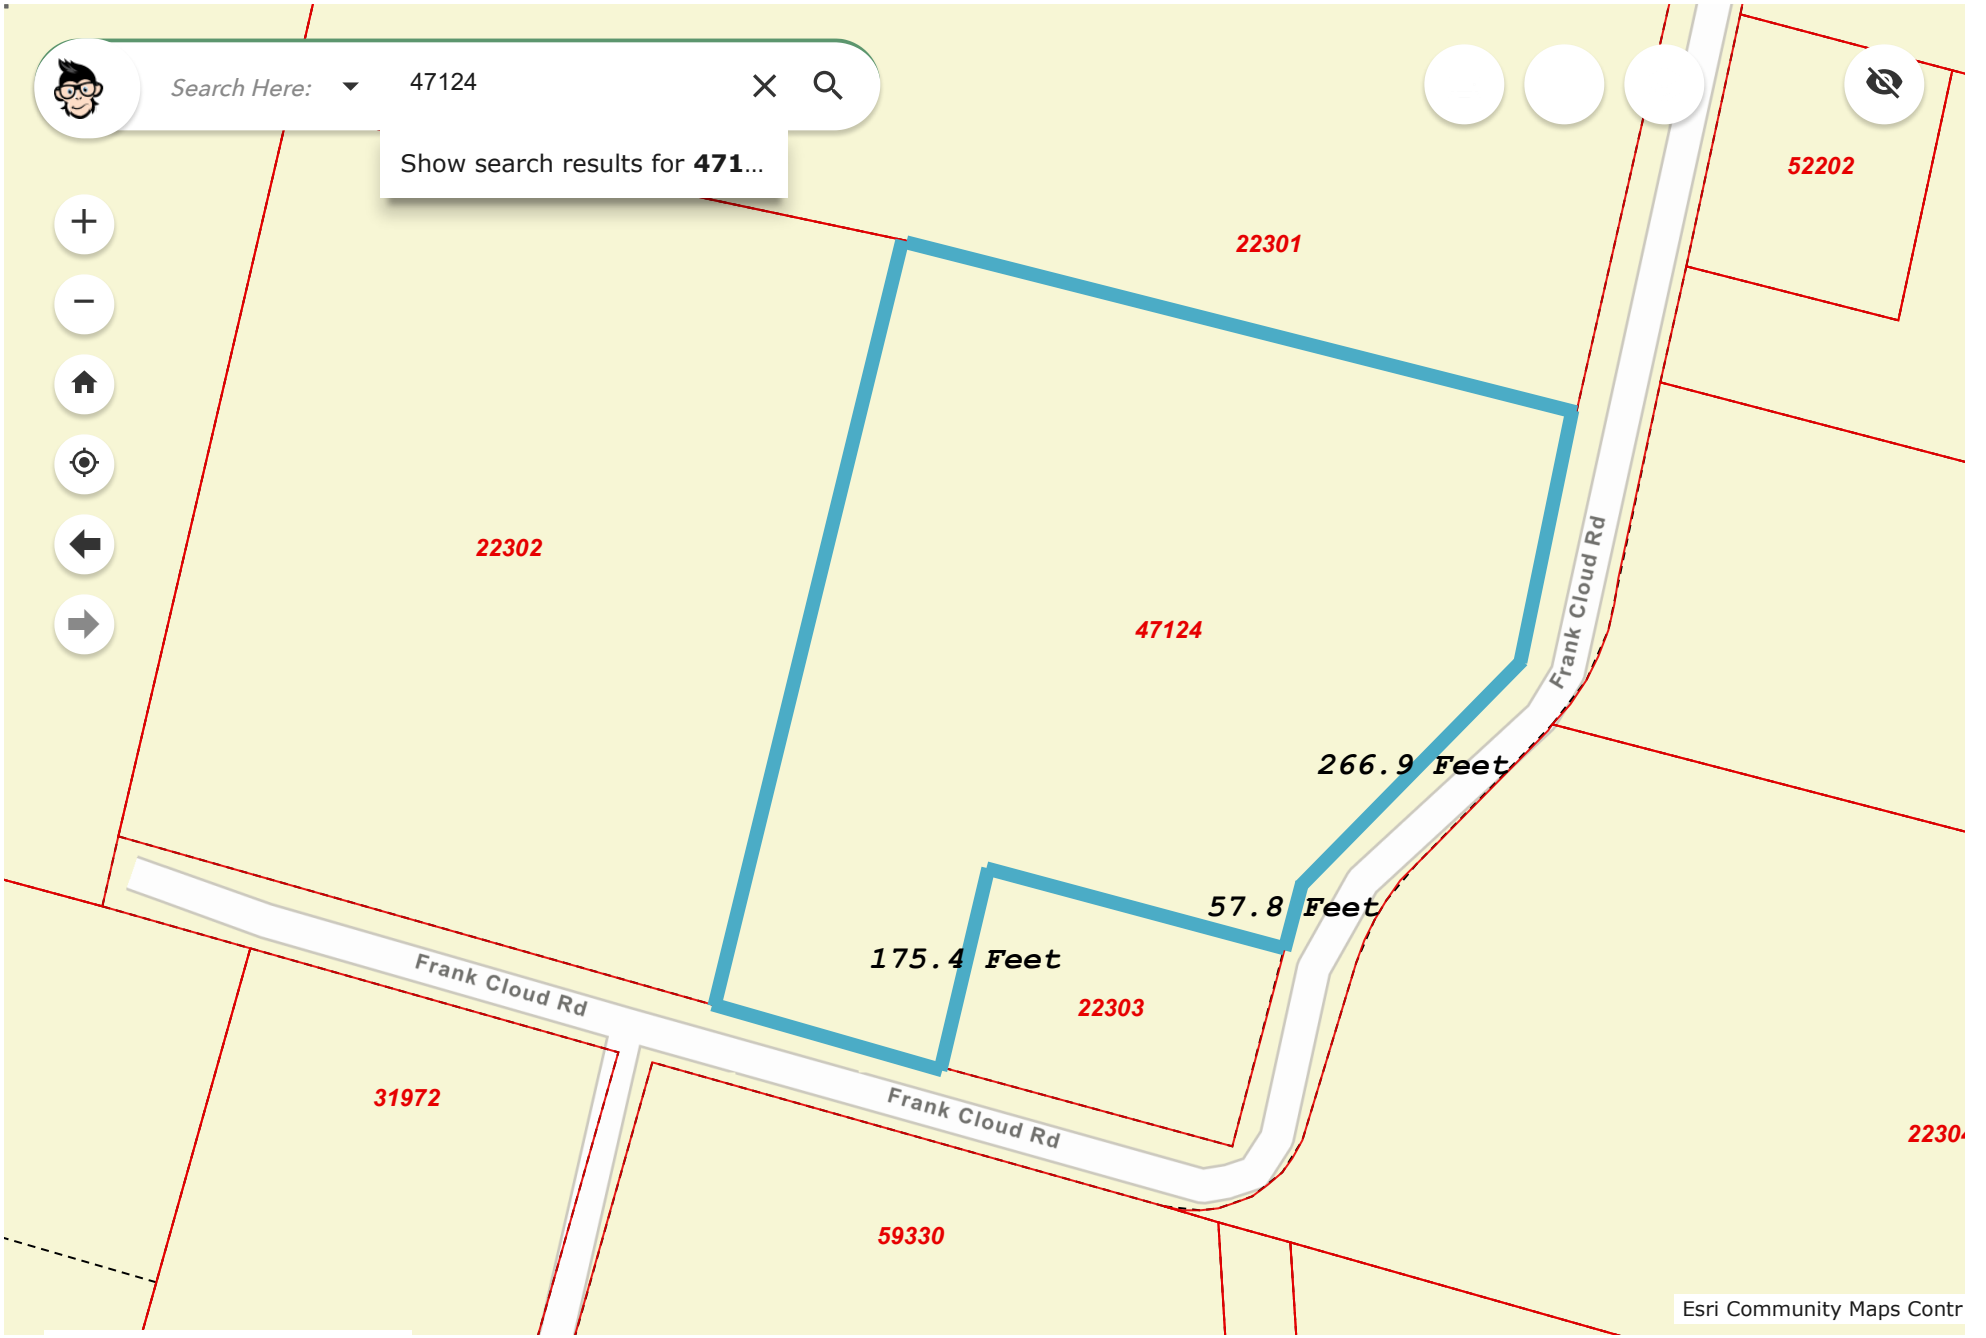 Search Here:
47124
Show search results for 471...
52202
22301
22302
47124
Frank Cloud Rd
266.9 Feet
57.8 Feet
175.4 Feet
Frank Cloud Rd
22303
31972
Frank Cloud Rd
22304
59330
Esri Community Maps Contr